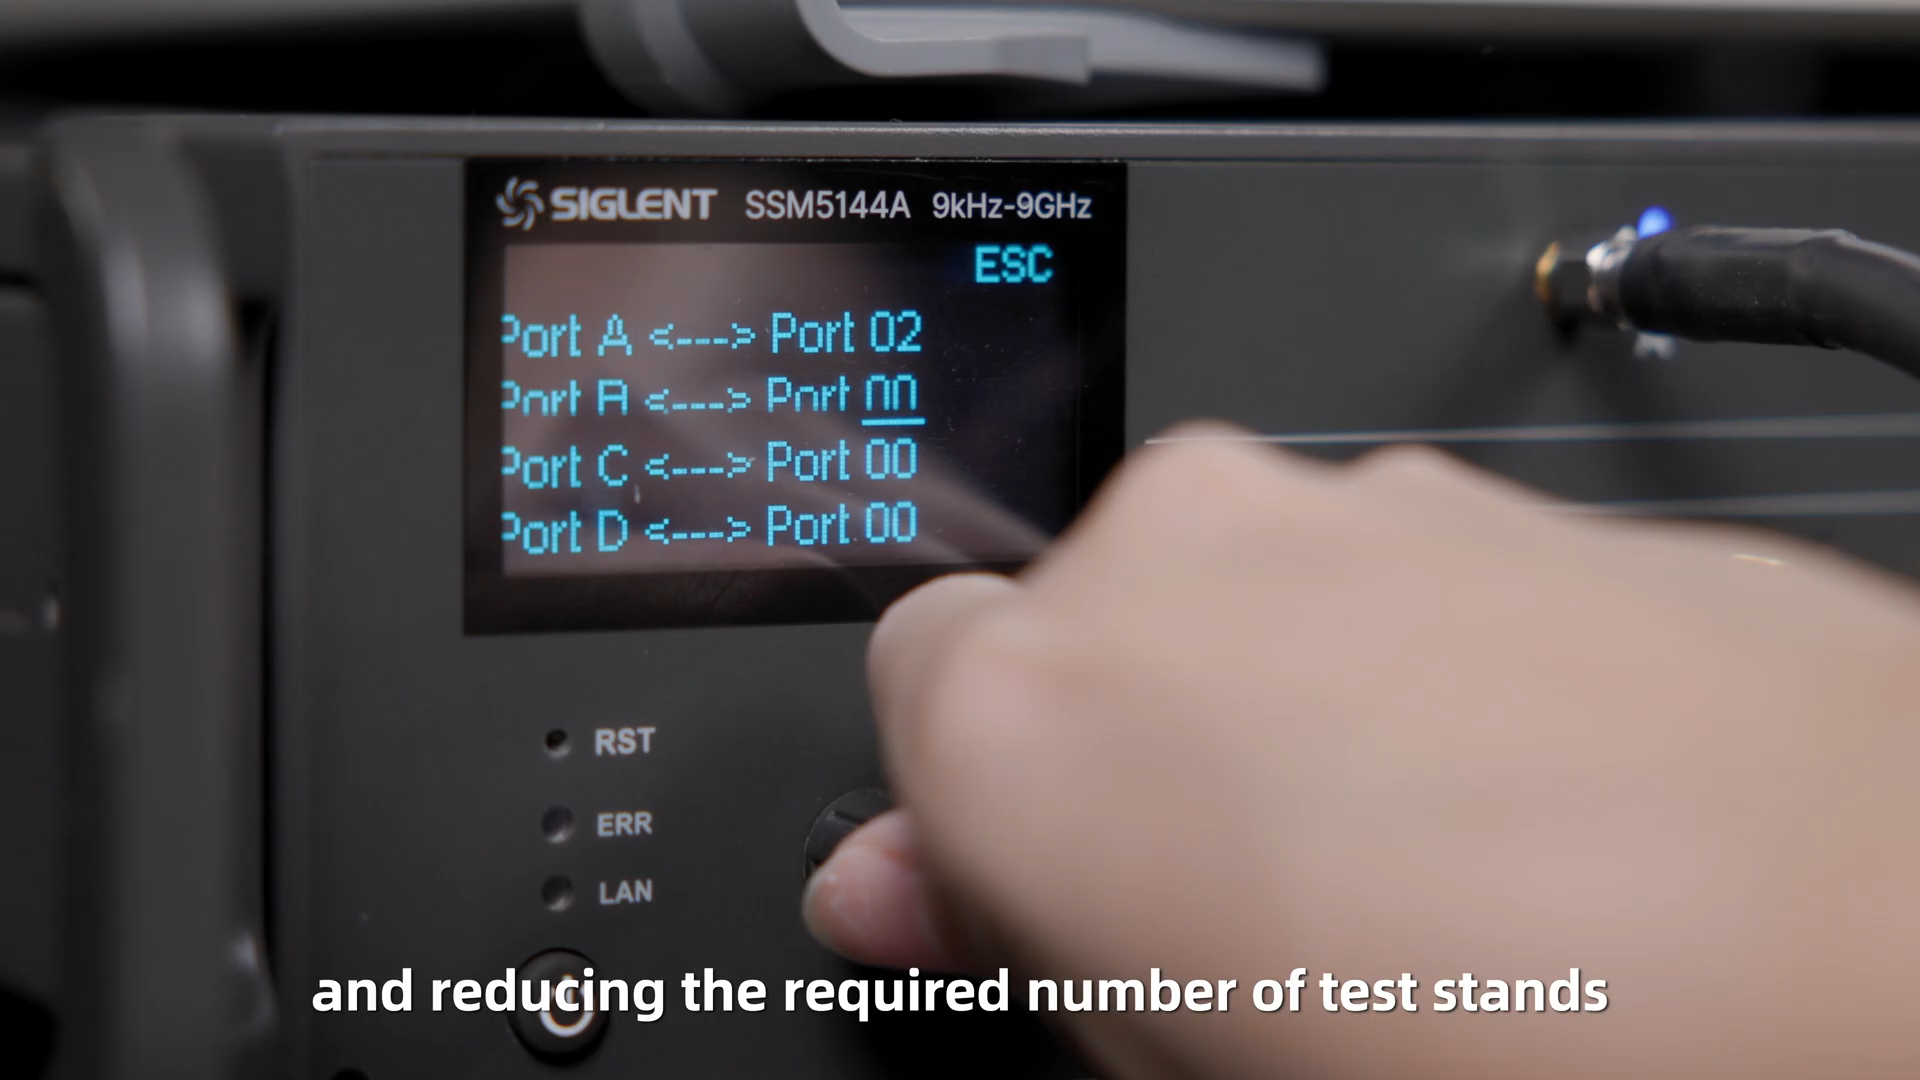 SIGLENT SSM5144A 9kHz-9GHz
ESC
Port A <---> Port 02
Port B <---> Port 00
Port C <---> Port 00
Port D <---> Port 00
RST
ERR
LAN
and reducing the required number of test stands